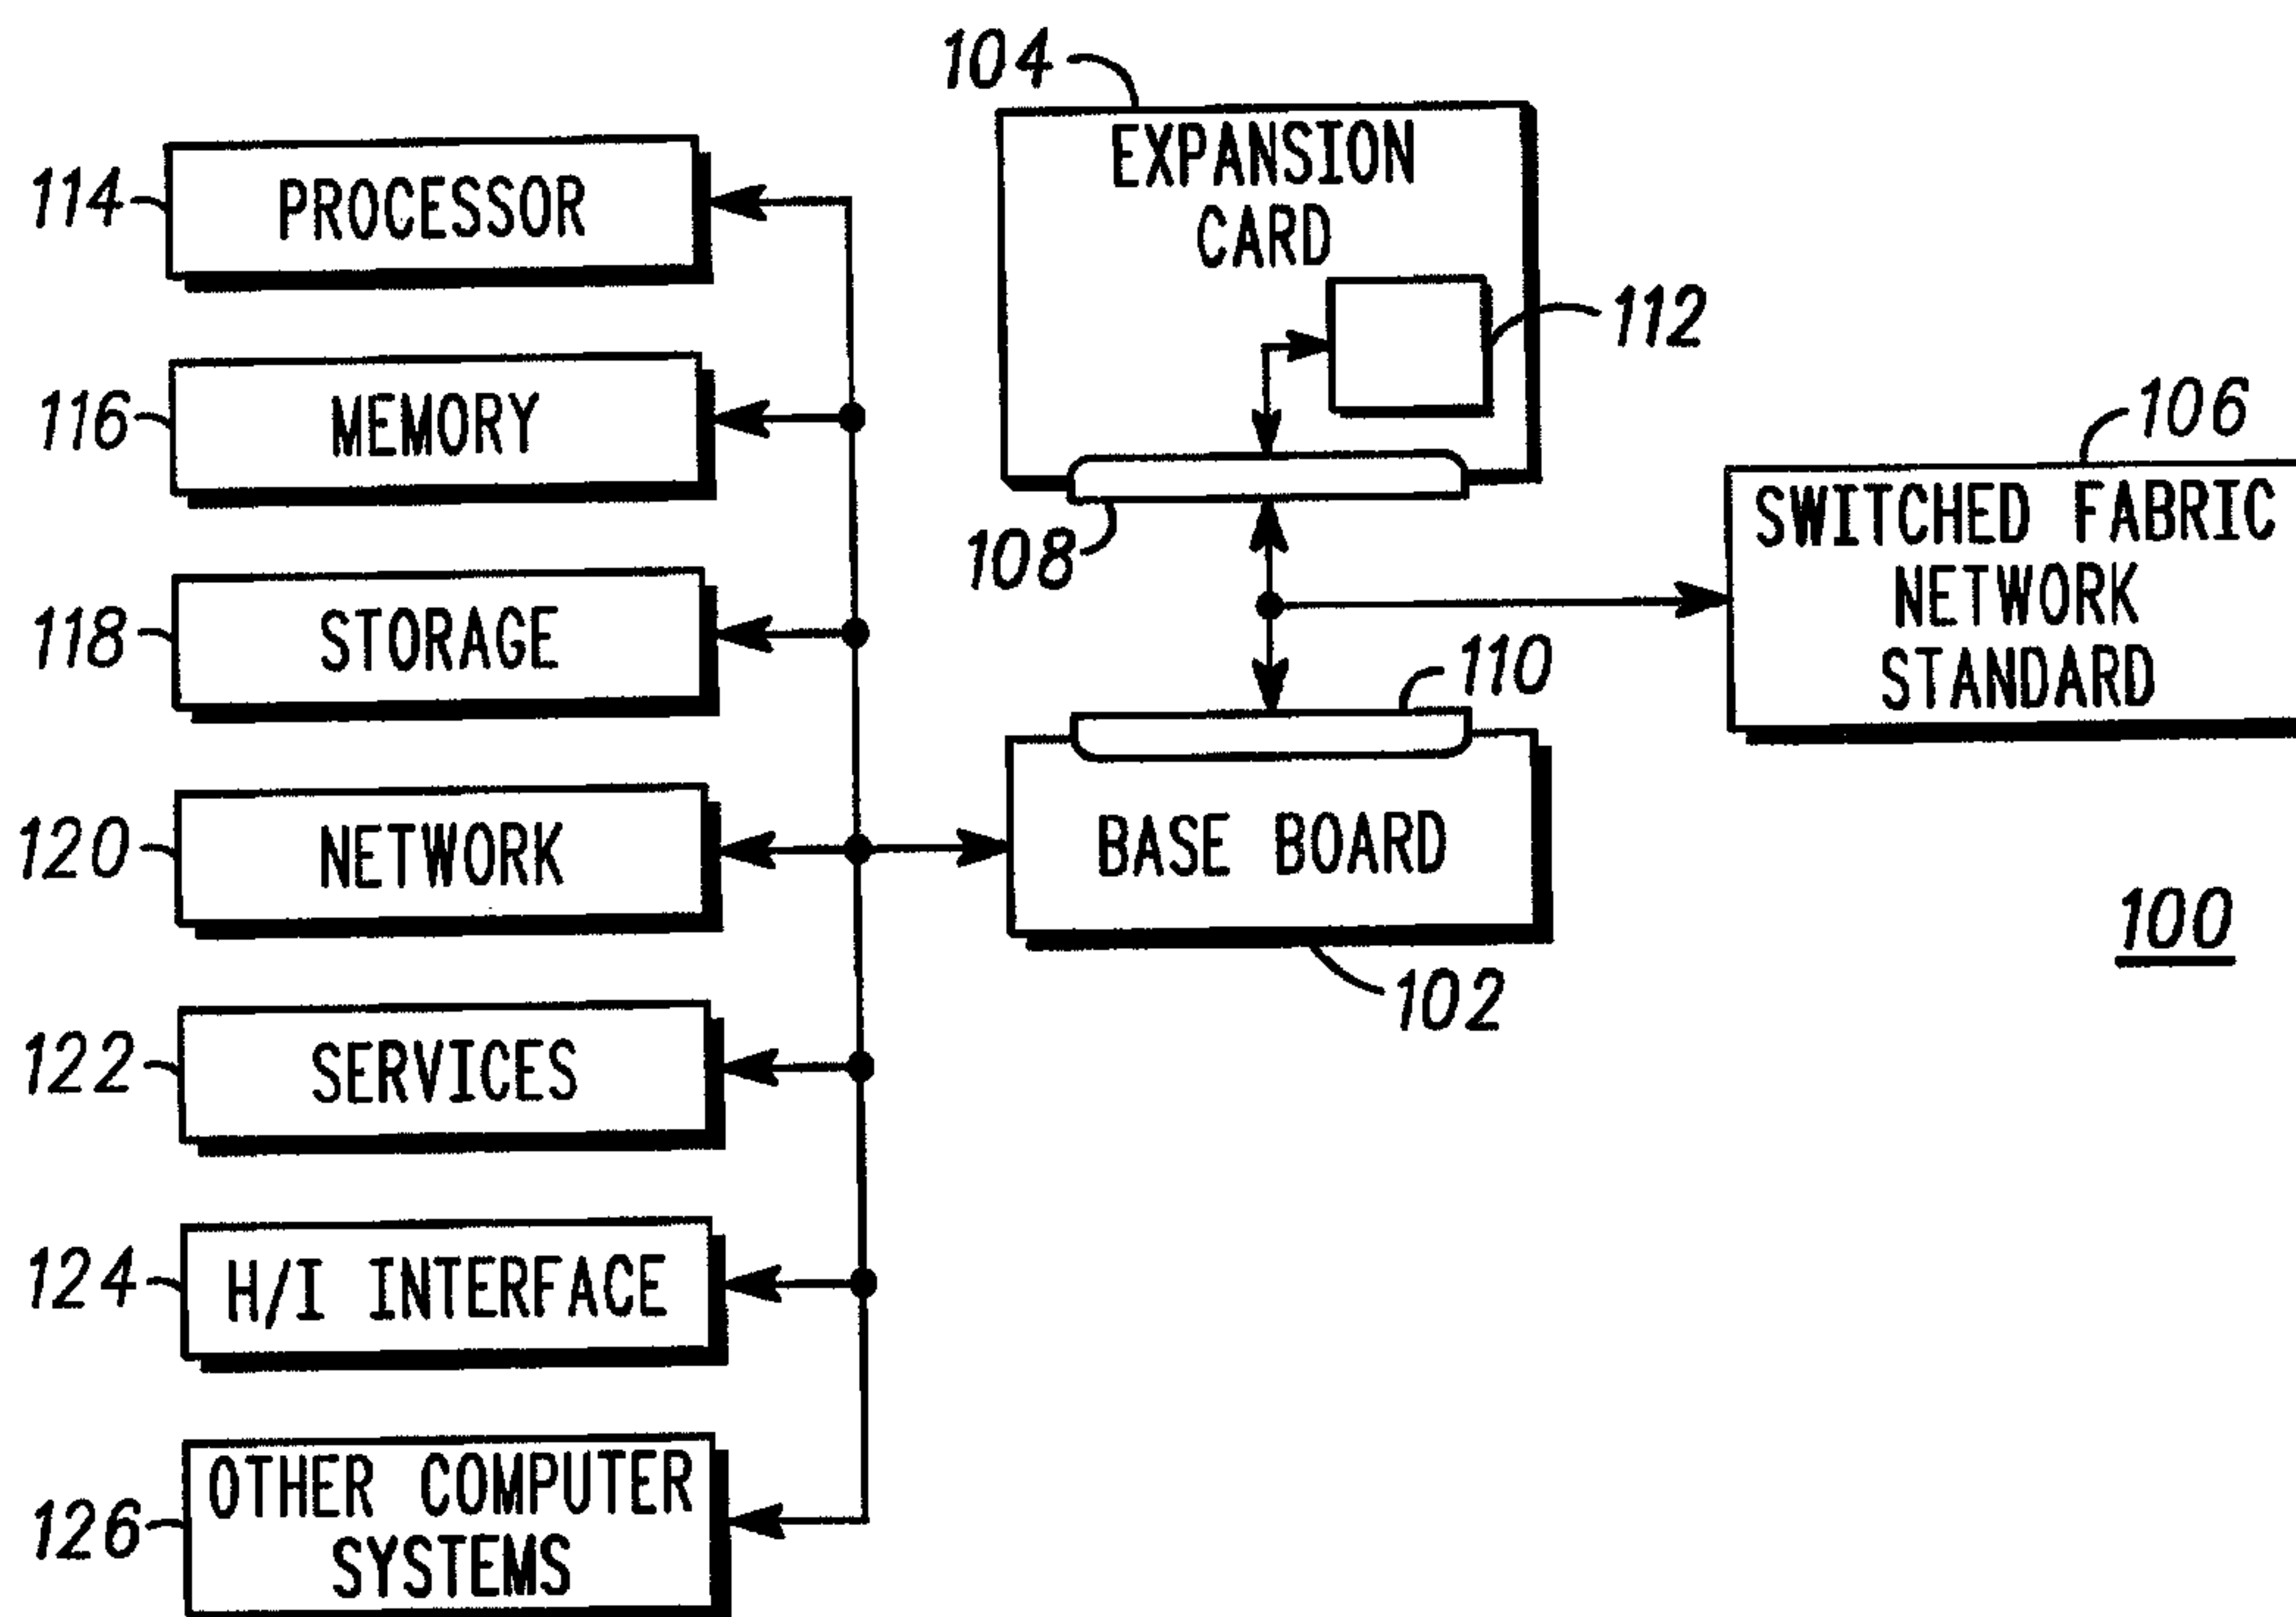 104
EXPANSION
CARD
112
108
114
PROCESSOR
116
MEMORY
118
STORAGE
120
NETWORK
122
SERVICES
124
H/I INTERFACE
126
OTHER COMPUTER
SYSTEMS
106
SWITCHED FABRIC
NETWORK
STANDARD
110
BASE BOARD
102
100